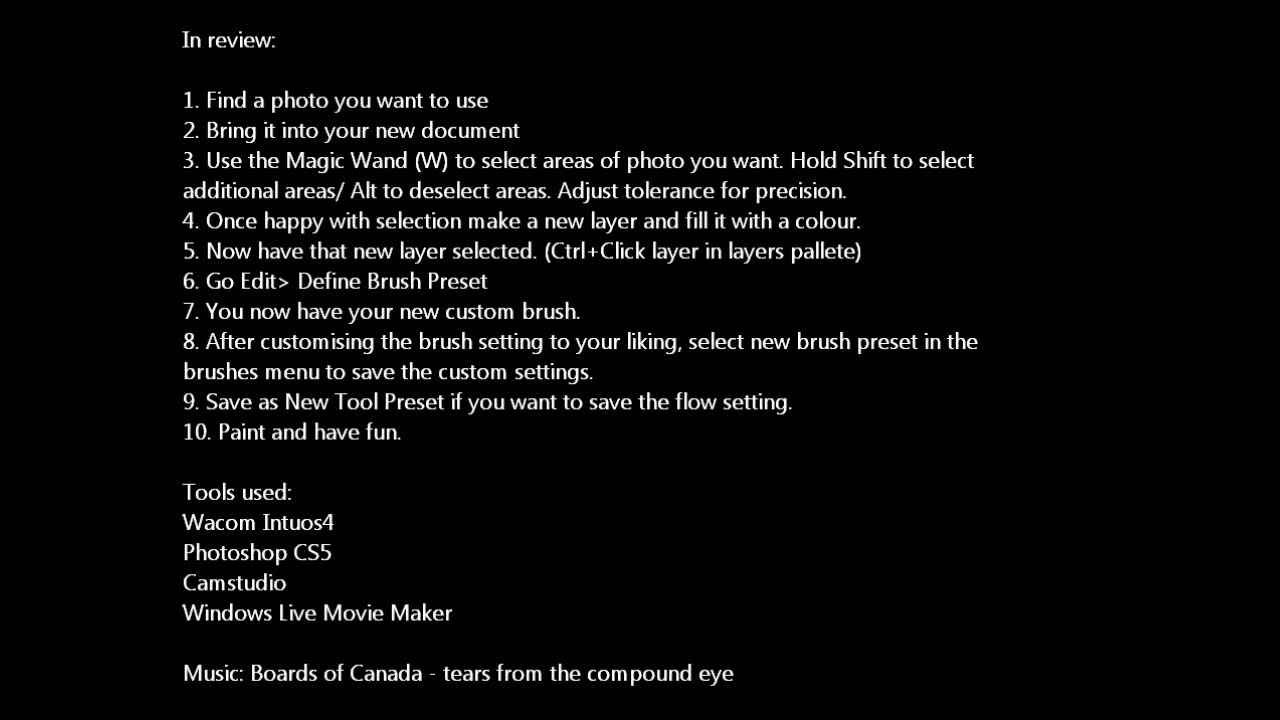 In review:
1. Find a photo you want to use
2. Bring it into your new document
3. Use the Magic Wand (W) to select areas of photo you want. Hold Shift to select
additional areas/ Alt to deselect areas. Adjust tolerance for precision.
4. Once happy with selection make a new layer and fill it with a colour.
5. Now have that new layer selected. (Ctrl+Click layer in layers pallete)
6. Go Edit> Define Brush Preset
7. You now have your new custom brush.
8. After customising the brush setting to your liking, select new brush preset in the
brushes menu to save the custom settings.
9. Save as New Tool Preset if you want to save the flow setting.
10. Paint and have fun.
Tools used:
Wacom Intuos4
Photoshop CS5
Camstudio
Windows Live Movie Maker
Music: Boards of Canada - tears from the compound eye